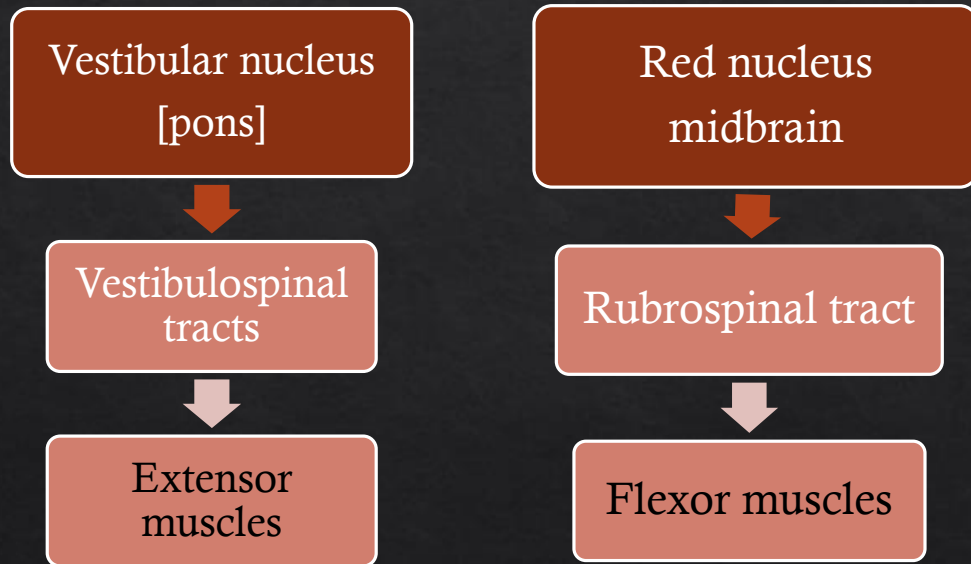 Vestibular nucleus
[pons]
Vestibulospinal
tracts
Extensor
muscles
Red nucleus
midbrain
Rubrospinal tract
Flexor muscles